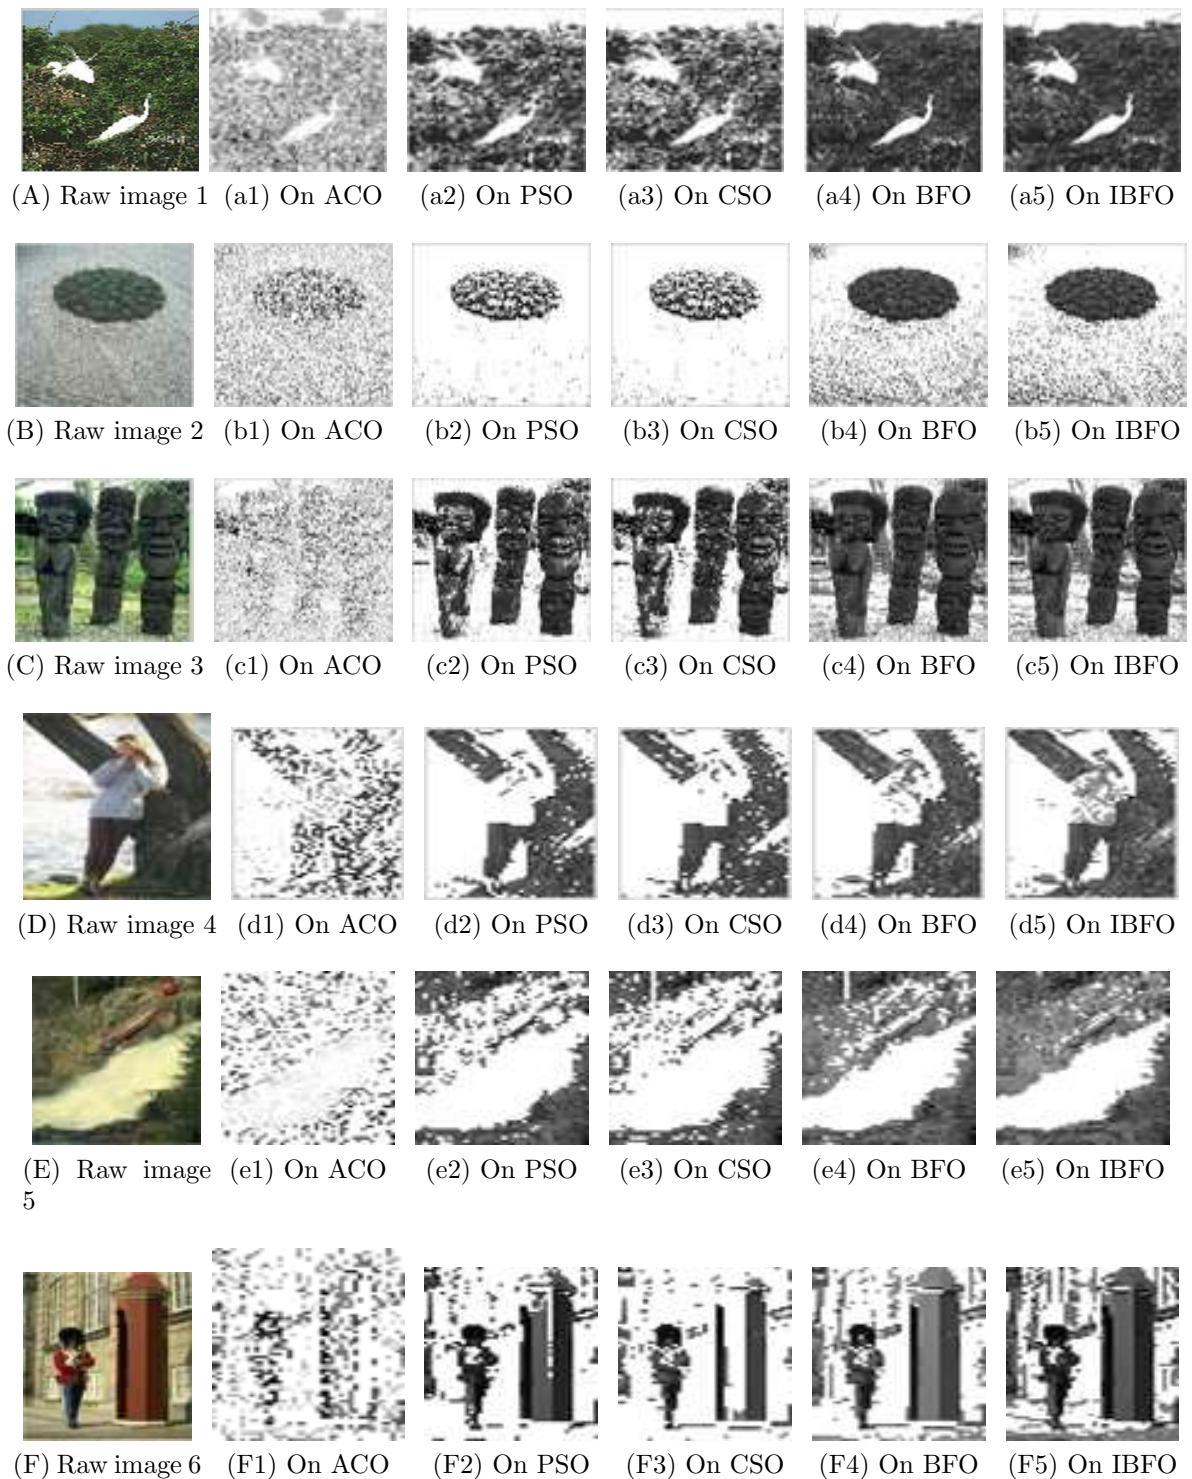 (A) Raw image 1 (a1) On ACO (a2) On PSO (a3) On CSO (a4) On BFO (a5) On IBFO
(B) Raw image 2 (b1) On ACO (b2) On PSO (b3) On CSO (b4) On BFO (b5) On IBFO
(C) Raw image 3 (c1) On ACO (c2) On PSO (c3) On CSO (c4) On BFO (c5) On IBFO
(D) Raw image 4 (d1) On ACO (d2) On PSO (d3) On CSO (d4) On BFO (d5) On IBFO
(E) Raw image (e1) On ACO (e2) On PSO (e3) On CSO (e4) On BFO (e5) On IBFO
5
(F) Raw image 6 (F1) On ACO (F2) On PSO (F3) On CSO (F4) On BFO (F5) On IBFO